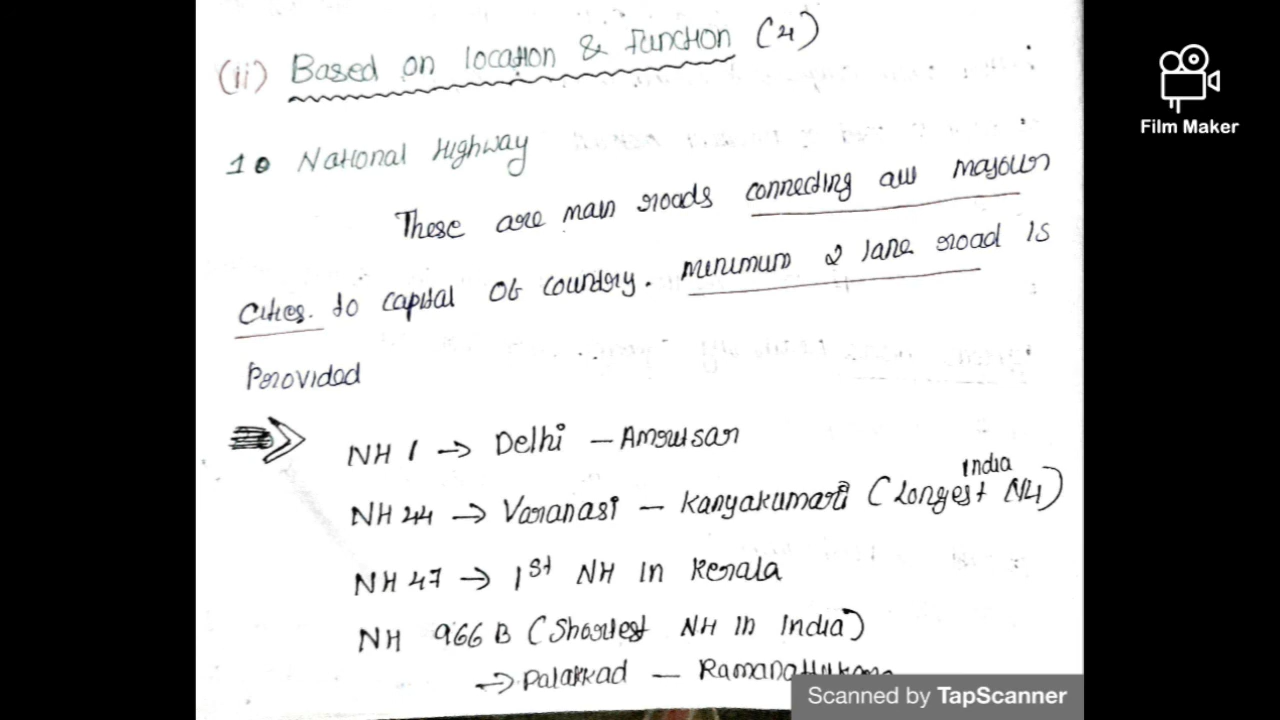 (ii) Based on location & Function (4)
1. National Highway
These are main roads connecting all majour
cities. to capital of country. Minimum 2 lane road is
Provided
NH 1 → Delhi – Amrutsar
NH 44 → Varanasi – Kanyakumari (Longest NH)
India
NH 47 → 1st NH in Kerala
NH 966 B (Shortest NH in India)
→ Palakkad –
Film Maker
Scanned by TapScanner